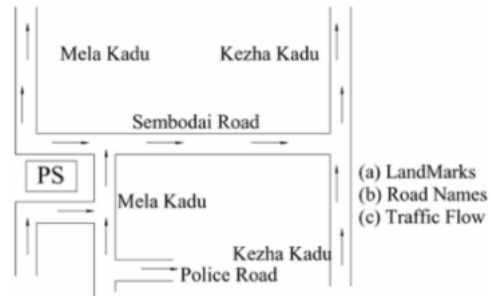 Mela Kadu
Kezha Kadu
Sembodai Road
PS
(a) LandMarks
(b) Road Names
(c) Traffic Flow
Mela Kadu
Kezha Kadu
Police Road